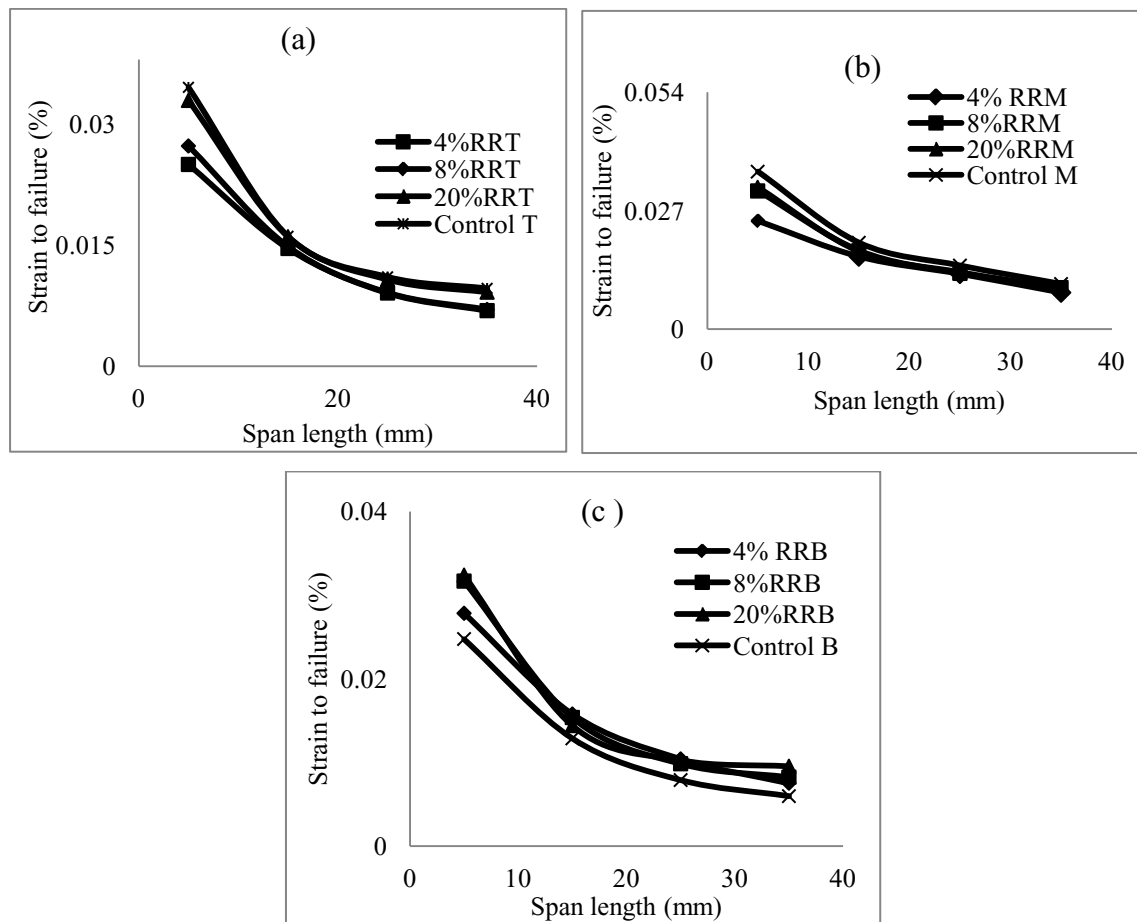 (a)
Strain to failure (%)
0.03
0.015
0
4%RRT
8%RRT
20%RRT
Control T
0
20
40
Span length (mm)
(b)
Strain to failure (%)
0.054
0.027
0
4% RRM
8%RRM
20%RRM
Control M
0
10
20
30
40
Span length (mm)
(c )
Strain to failure (%)
0.04
0.02
0
4% RRB
8%RRB
20%RRB
Control B
0
10
20
30
40
Span length (mm)